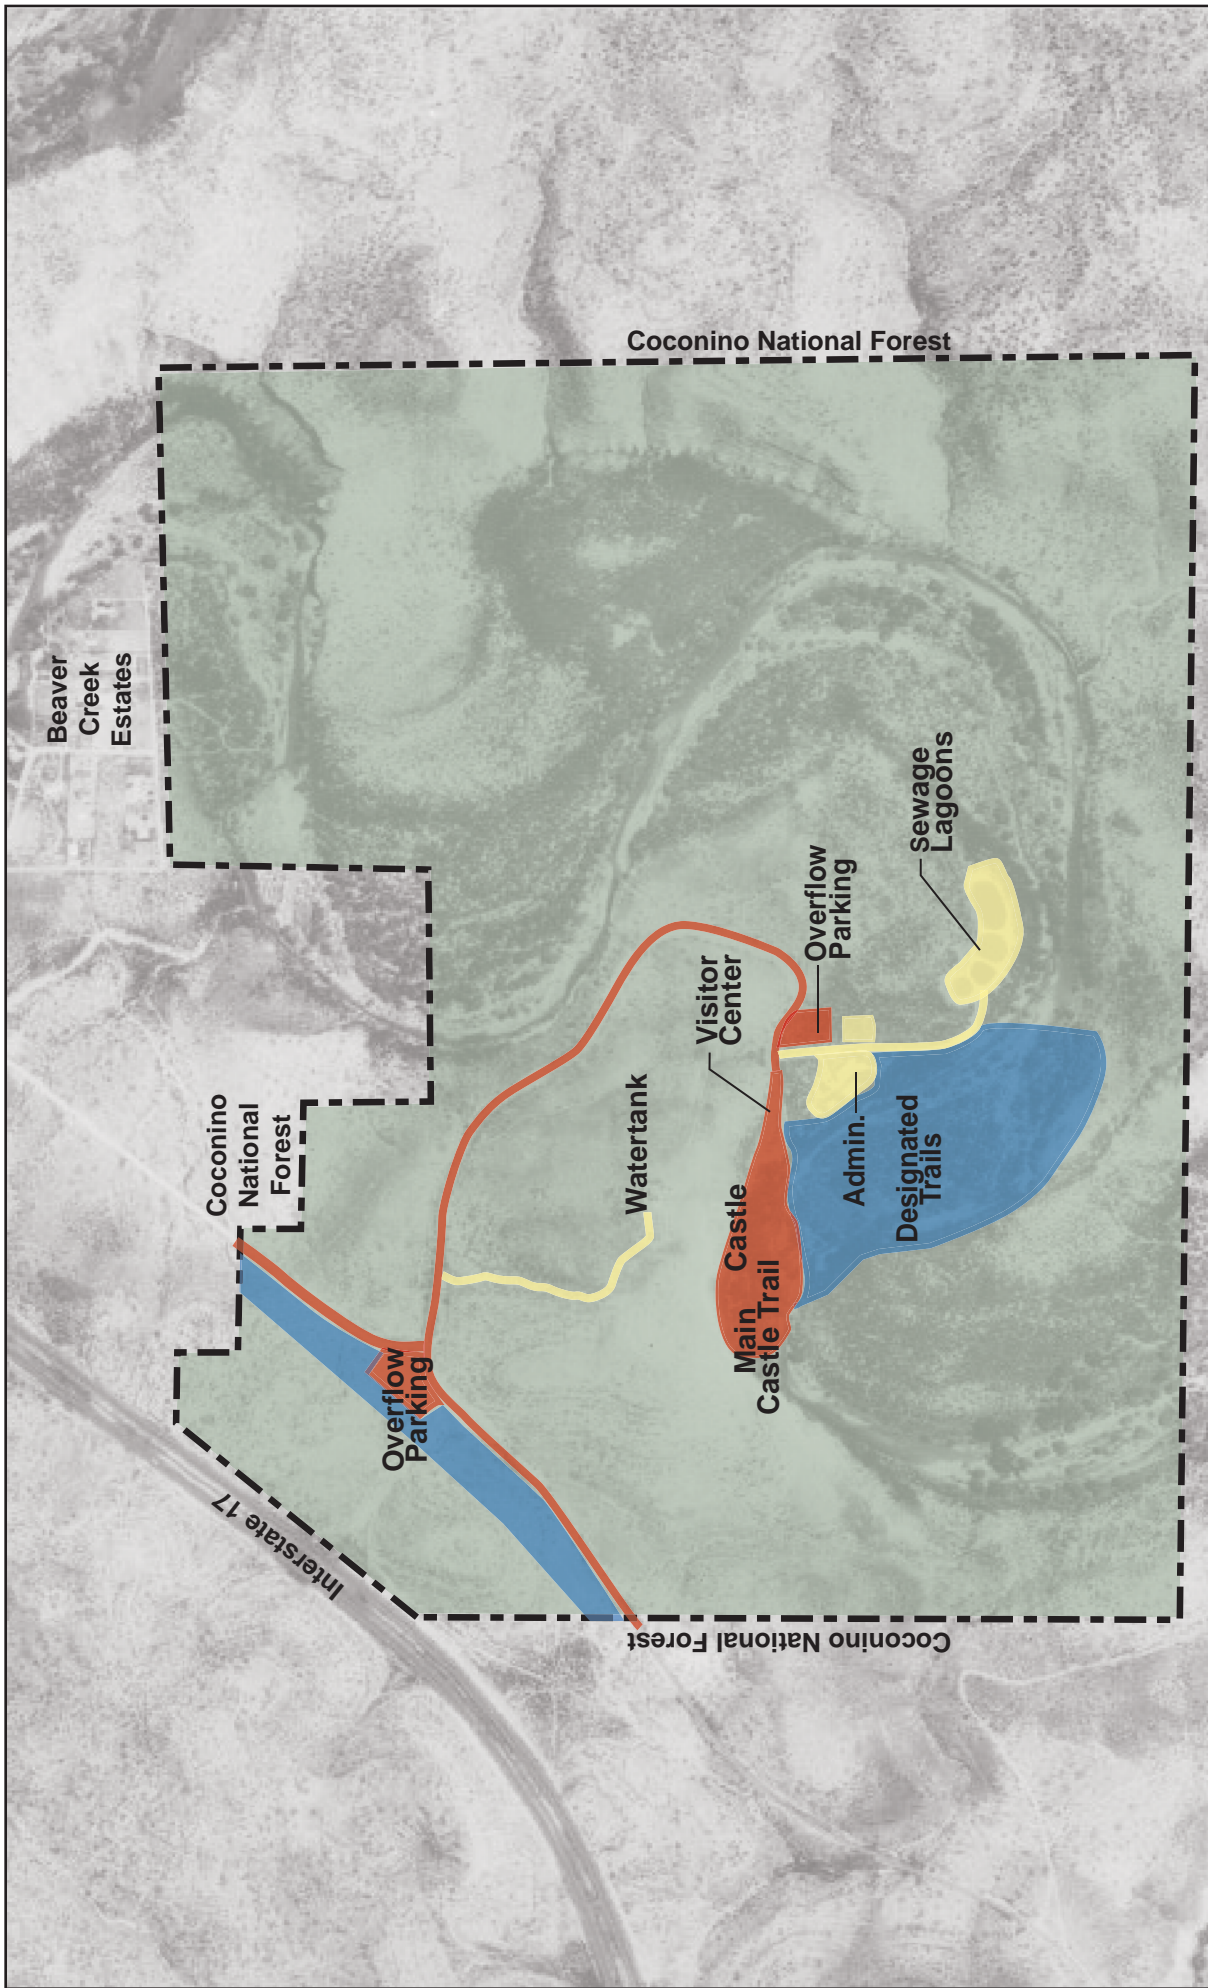 Coconino National Forest
Beaver
Creek
Estates
Sewage
Lagoons
Overflow
Parking
Visitor
Center
Coconino
National
Forest
Watertank
Admin.
Designated
Trails
Castle
Main
Castle Trail
Overflow
Parking
Interstate 17
Coconino National Forest